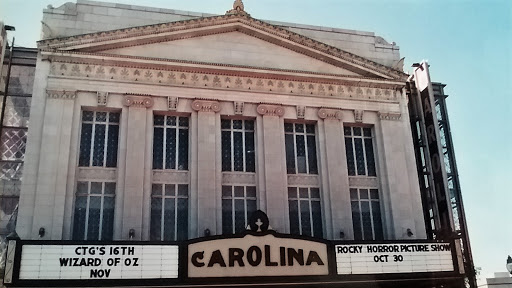 CTG'S 16TH
WIZARD OF OZ
NOV
CAROLINA
ROCKY HORROR PICTURE SHOW
OCT 30